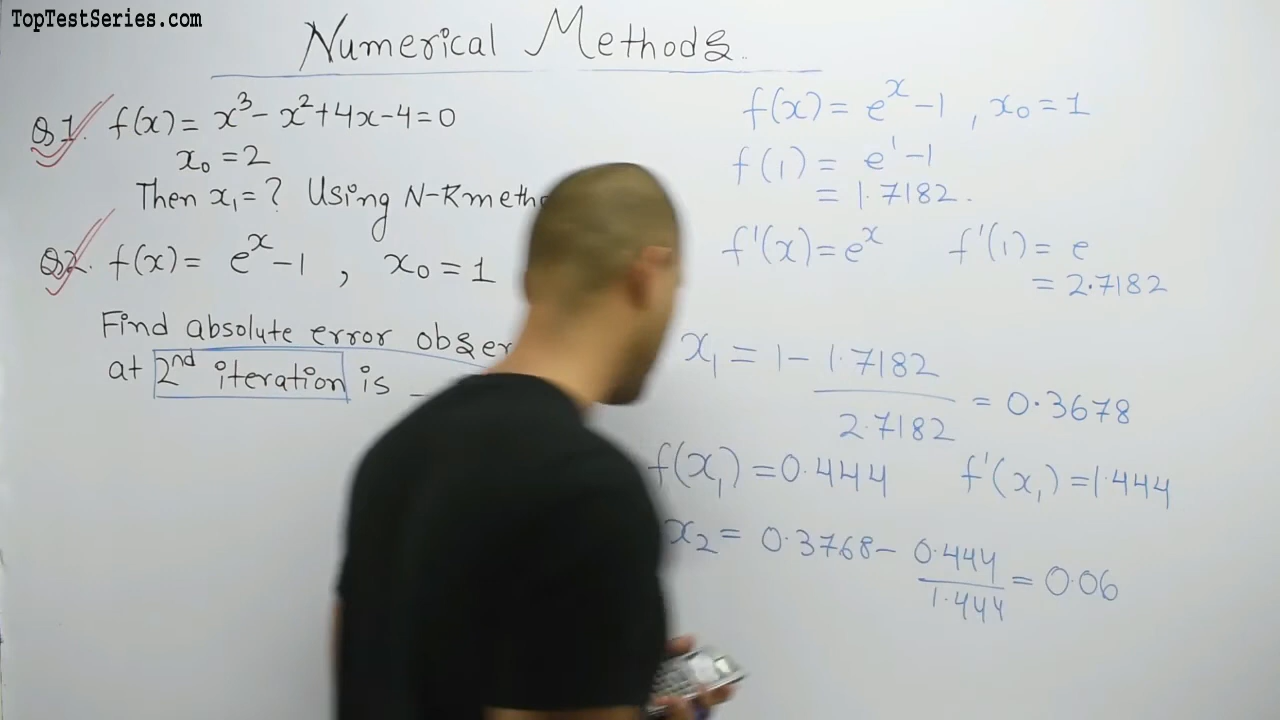 TopTestSeries.com
Numerical Methods.
Q1. f(x) = x³ - x² + 4x - 4 = 0
x₀ = 2
Then x₁ = ? Using N-R metho
Q2. f(x) = eˣ - 1 , x₀ = 1
Find absolute error obser
at 2nd iteration is _
f(x) = eˣ - 1 , x₀ = 1
f(1) = e¹ - 1
= 1.7182.
f'(x) = eˣ f'(1) = e
= 2.7182
x₁ = 1 - 1.7182
2.7182 = 0.3678
f(x₁) = 0.444 f'(x₁) = 1.444
x₂ = 0.3768 - 0.444
1.444 = 0.06